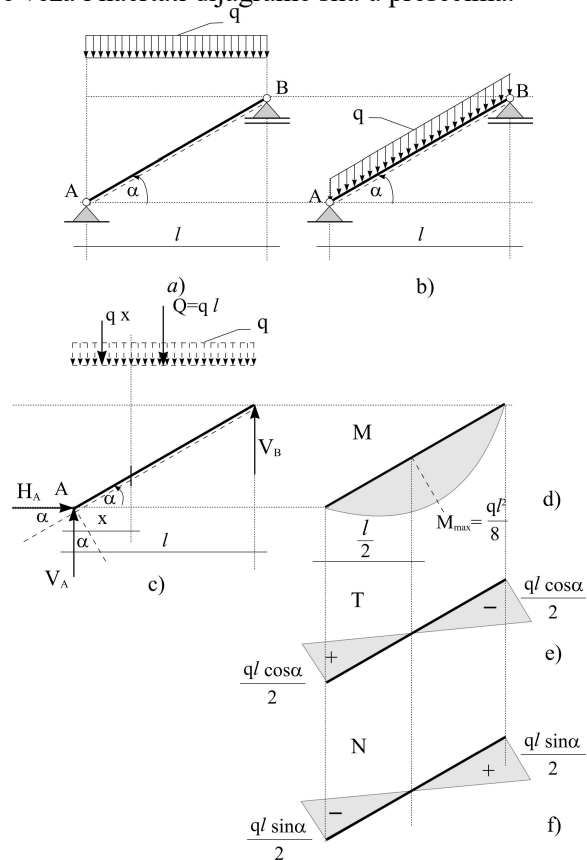 q
B
A
α
l
a)
q
B
A
α
l
b)
q x
Q=q l
q
H_A
A
α
α
x
α
l
V_A
V_B
c)
M
M_max= ql²/8
l/2
d)
T
ql cosα/2
−
+
ql cosα/2
e)
N
ql sinα/2
+
−
ql sinα/2
f)